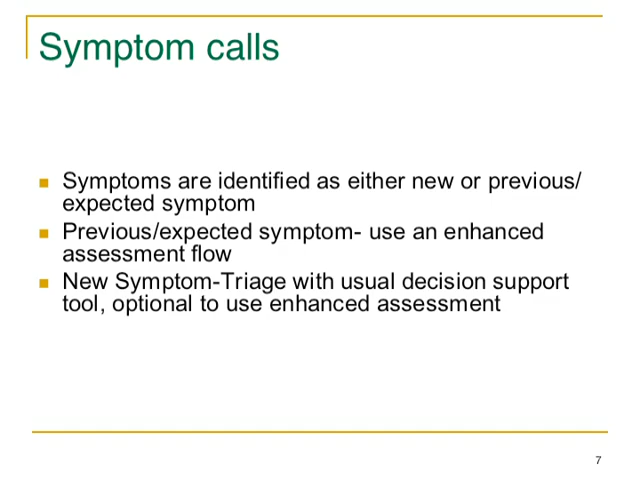 Symptom calls
Symptoms are identified as either new or previous/
expected symptom
Previous/expected symptom- use an enhanced
assessment flow
New Symptom-Triage with usual decision support
tool, optional to use enhanced assessment
7